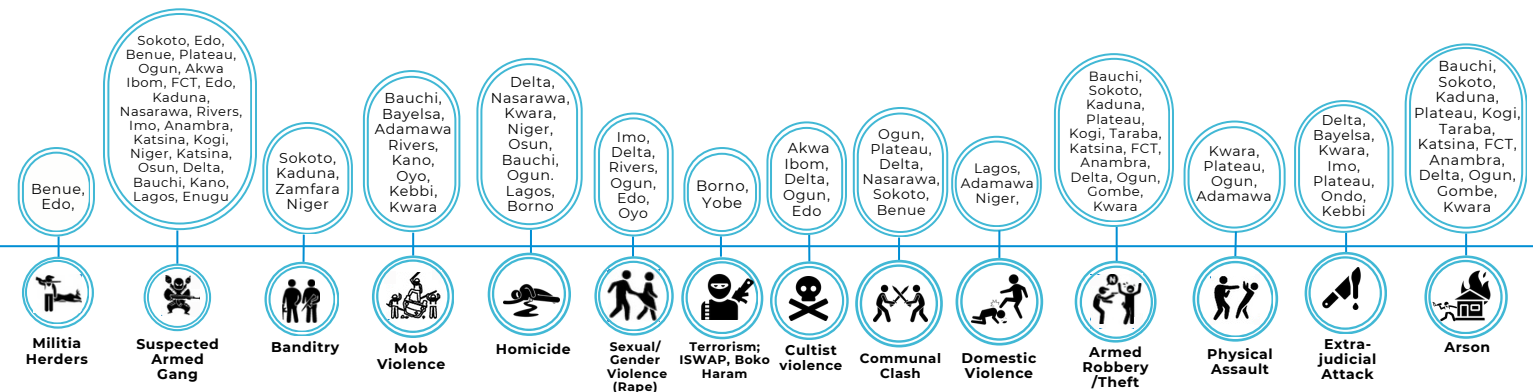 Benue,
Edo,
Militia
Herders
Sokoto, Edo,
Benue, Plateau,
Ogun, Akwa
Ibom, FCT, Edo,
Kaduna,
Nasarawa, Rivers,
Imo, Anambra,
Katsina, Kogi,
Niger, Katsina,
Osun, Delta,
Bauchi, Kano,
Lagos, Enugu
Suspected
Armed
Gang
Sokoto,
Kaduna,
Zamfara
Niger
Banditry
Bauchi,
Bayelsa,
Adamawa
Rivers,
Kano,
Oyo,
Kebbi,
Kwara
Mob
Violence
Delta,
Nasarawa,
Kwara,
Niger,
Osun,
Bauchi,
Ogun.
Lagos,
Borno
Homicide
Imo,
Delta,
Rivers,
Ogun,
Edo,
Oyo
Sexual/
Gender
Violence
(Rape)
Borno,
Yobe
Terrorism;
ISWAP, Boko
Haram
Akwa
Ibom,
Delta,
Ogun,
Edo
Cultist
violence
Ogun,
Plateau,
Delta,
Nasarawa,
Sokoto,
Benue
Communal
Clash
Lagos,
Adamawa
Niger,
Domestic
Violence
Bauchi,
Sokoto,
Kaduna,
Plateau,
Kogi, Taraba,
Katsina, FCT,
Anambra,
Delta, Ogun,
Gombe,
Kwara
Armed
Robbery
/Theft
Kwara,
Plateau,
Ogun,
Adamawa
Physical
Assault
Delta,
Bayelsa,
Kwara,
Imo,
Plateau,
Ondo,
Kebbi
Extra-
judicial
Attack
Bauchi,
Sokoto,
Kaduna,
Plateau, Kogi,
Taraba,
Katsina, FCT,
Anambra,
Delta, Ogun,
Gombe,
Kwara
Arson